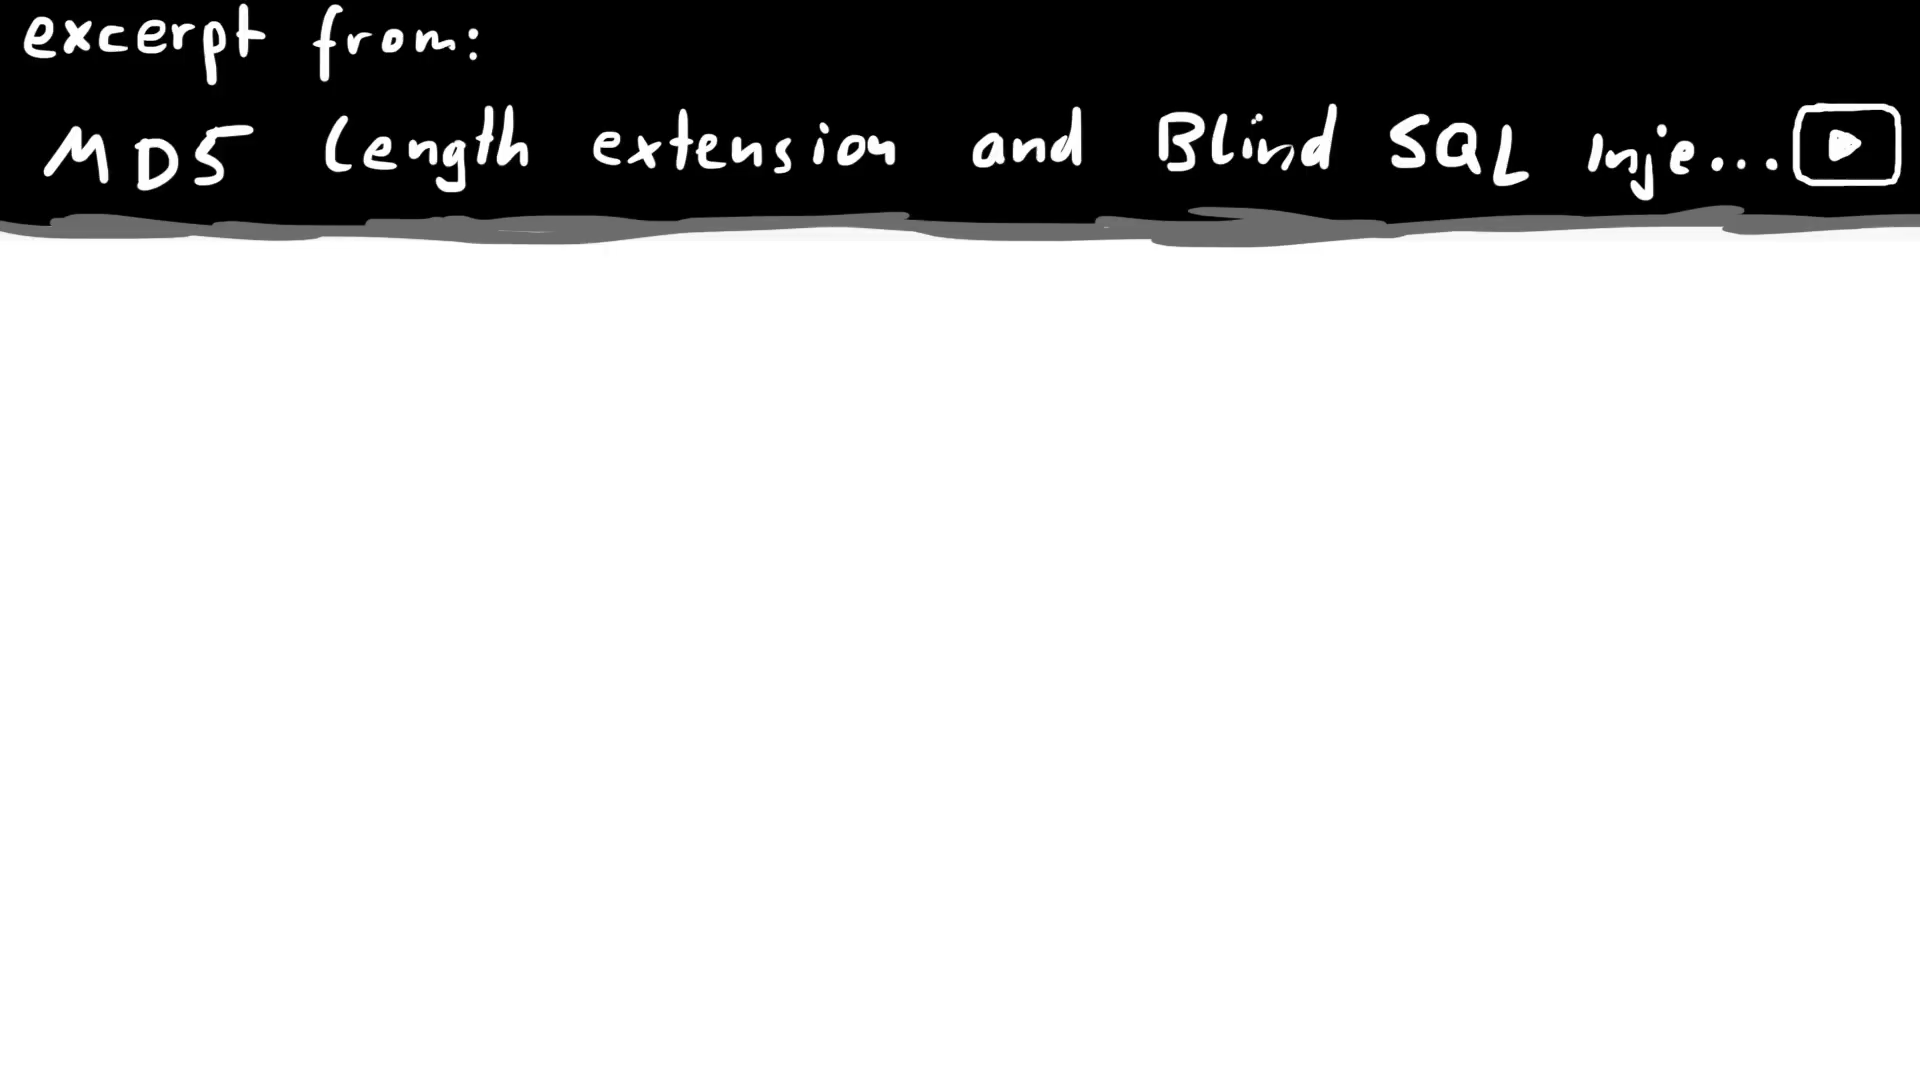 excerpt from:
MD5 length extension and Blind SQL Inje...